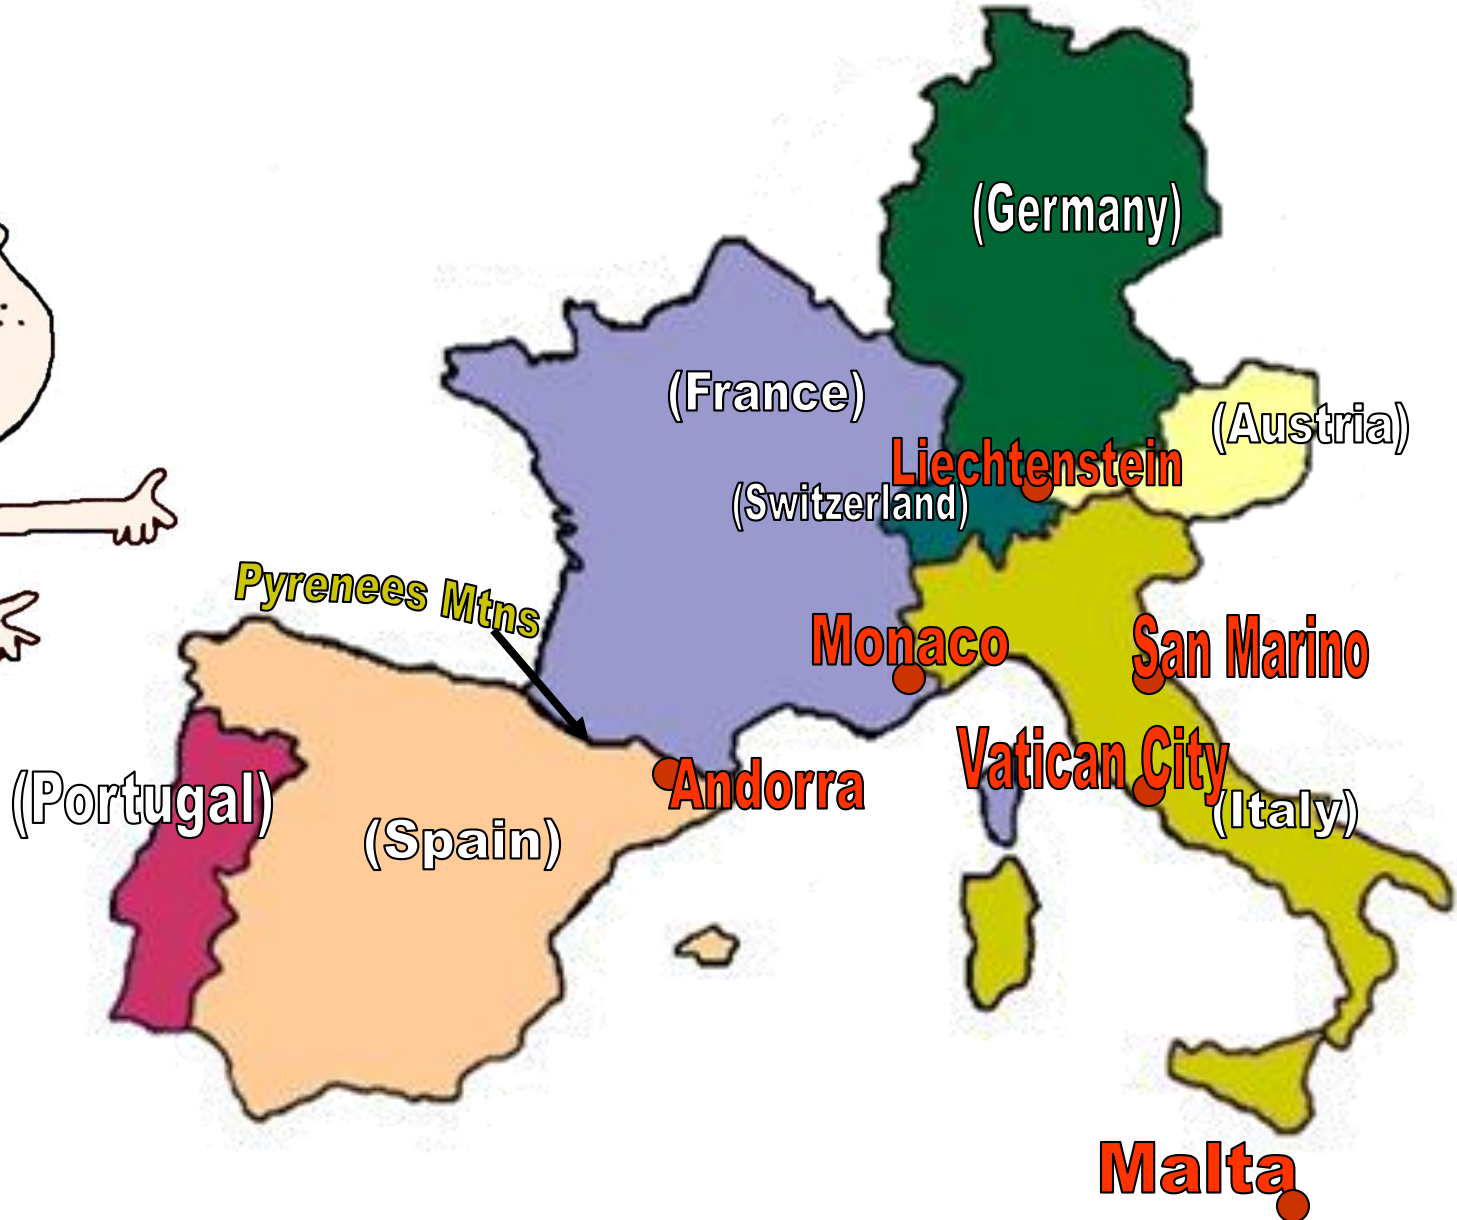 (Germany)
(France)
(Austria)
Liechtenstein
(Switzerland)
Pyrenees Mtns
Monaco
San Marino
Vatican City
Andorra
(Portugal)
(Italy)
(Spain)
Malta